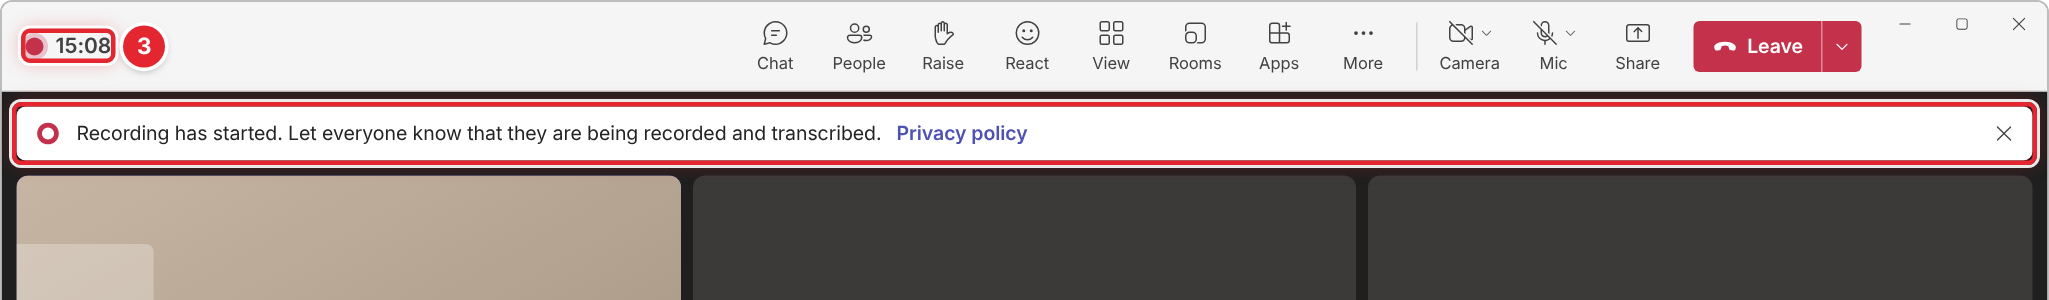 15:08 3
Chat People Raise React View Rooms Apps More Camera Mic Share Leave
Recording has started. Let everyone know that they are being recorded and transcribed. Privacy policy